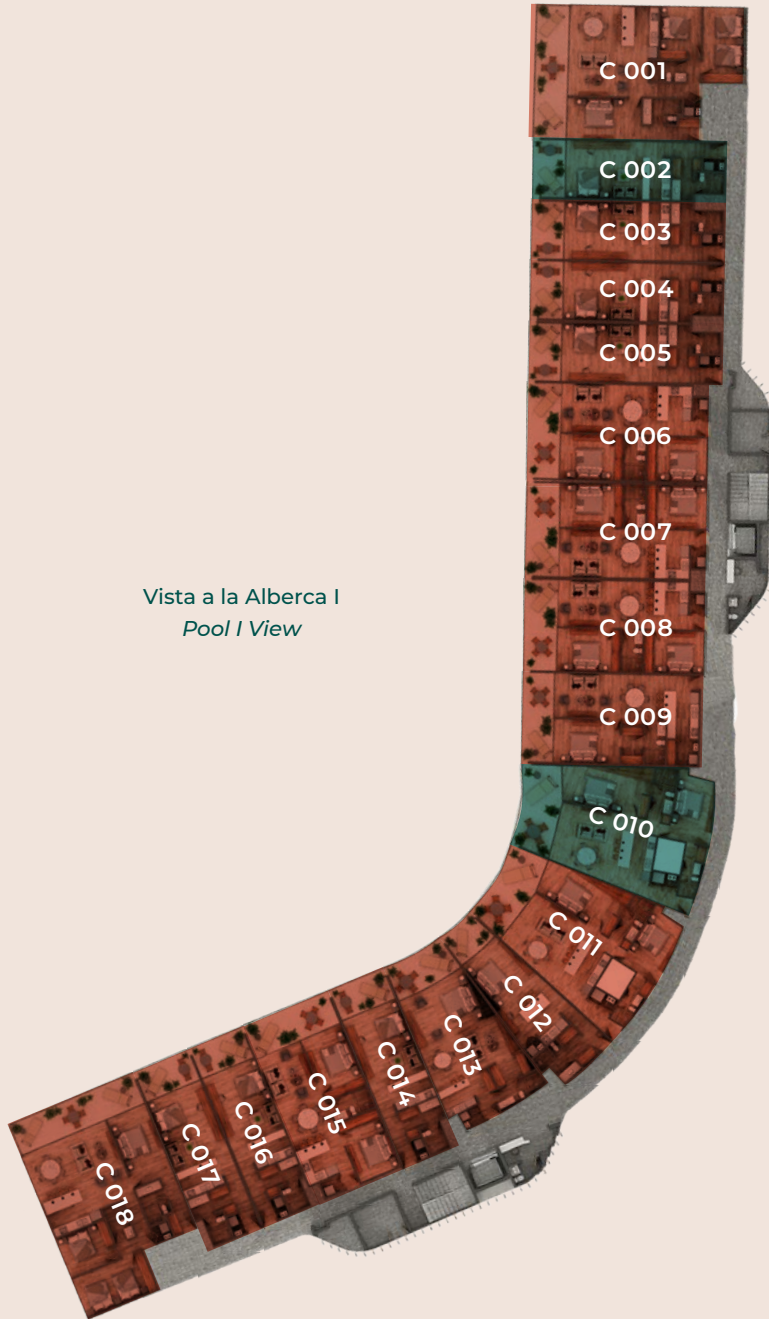 C 001
C 002
C 003
C 004
C 005
C 006
C 007
Vista a la Alberca I
Pool I View
C 008
C 009
C 010
C 011
C 012
C 013
C 014
C 015
C 016
C 017
C 018